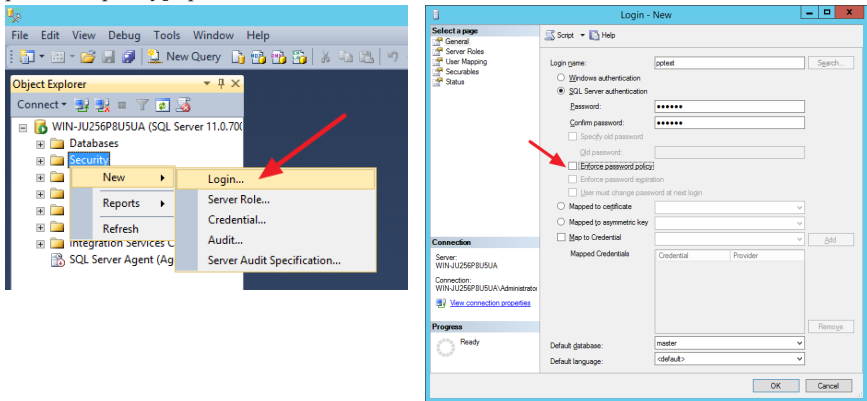 File Edit View Debug Tools Window Help
New Query
Object Explorer
Connect
WIN-JU256P8U5UA (SQL Server 11.0.700
Databases
Security
New
Reports
Refresh
Integration Services C
SQL Server Agent (Ag
Login...
Server Role...
Credential...
Audit...
Server Audit Specification...
Login - New
Select a page
General
Server Roles
User Mapping
Securables
Status
Script Help
Login name: pptest Search...
Windows authentication
SQL Server authentication
Password: ●●●●●●
Confirm password: ●●●●●●
Specify old password
Old password:
Enforce password policy
Enforce password expiration
User must change password at next login
Mapped to certificate
Mapped to asymmetric key
Map to Credential Add
Mapped Credentials Credential Provider
Remove
Default database: master
Default language: <default>
Connection
Server:
WIN-JU256P8U5UA
Connection:
WIN-JU256P8U5UA\Administrator
View connection properties
Progress
Ready
OK Cancel